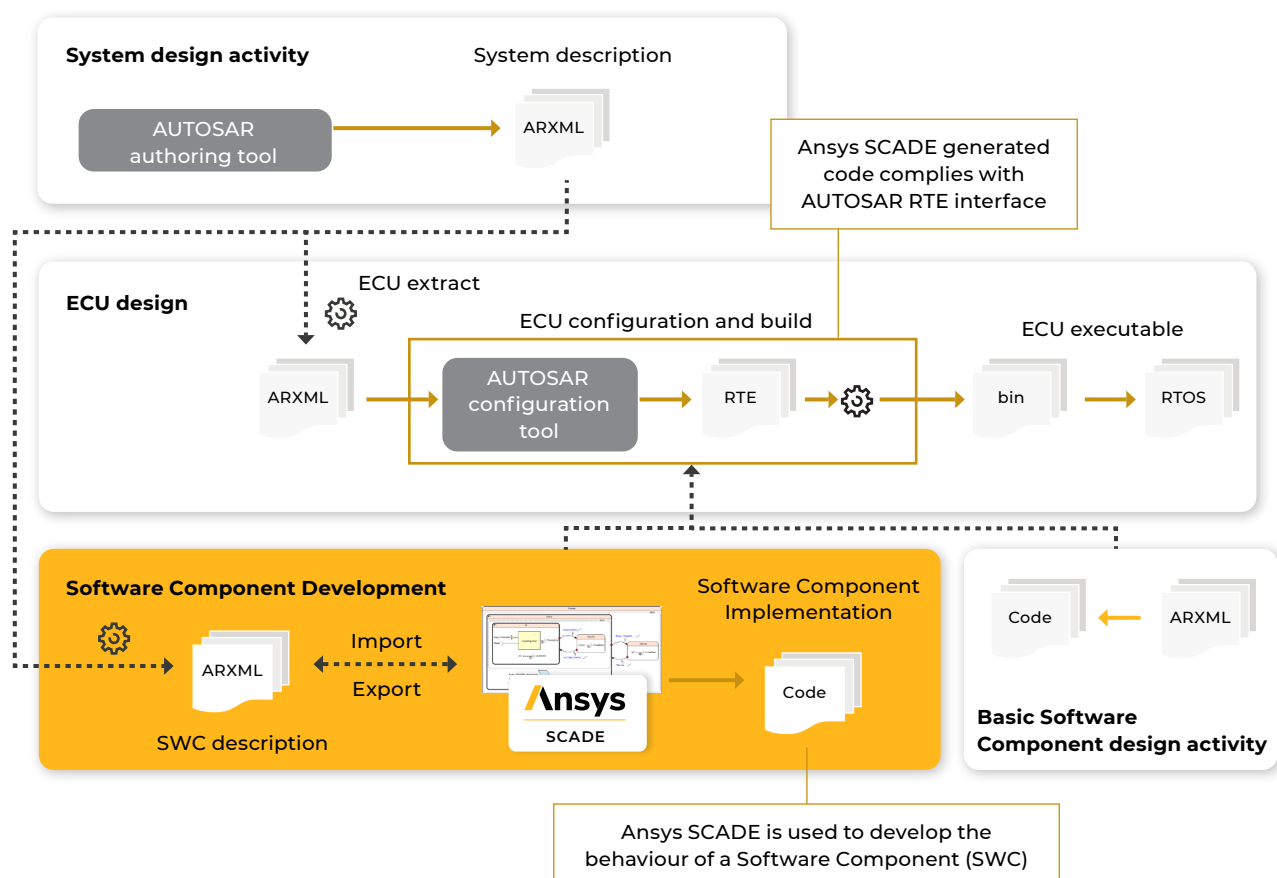 System design activity
System description
AUTOSAR
authoring tool
ARXML
Ansys SCADE generated
code complies with
AUTOSAR RTE interface
ECU design
ECU extract
ECU configuration and build
ECU executable
ARXML
AUTOSAR
configuration
tool
RTE
bin
RTOS
Software Component Development
Software Component
Implementation
ARXML
Import
Export
SWC description
Ansys
SCADE
Code
Code
ARXML
Basic Software
Component design activity
Ansys SCADE is used to develop the
behaviour of a Software Component (SWC)